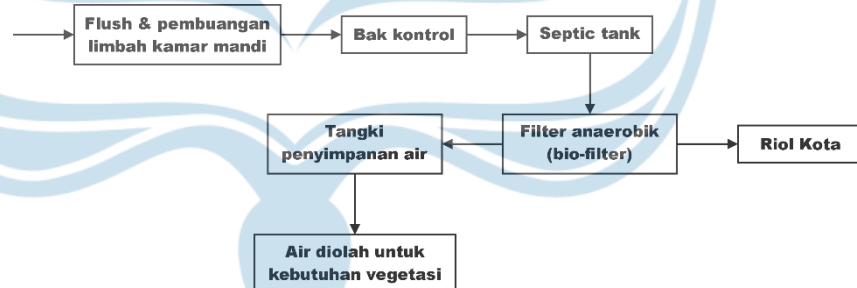 Flush & pembuangan
limbah kamar mandi
Bak kontrol
Septic tank
Tangki
penyimpanan air
Filter anaerobik
(bio-filter)
Riol Kota
Air diolah untuk
kebutuhan vegetasi